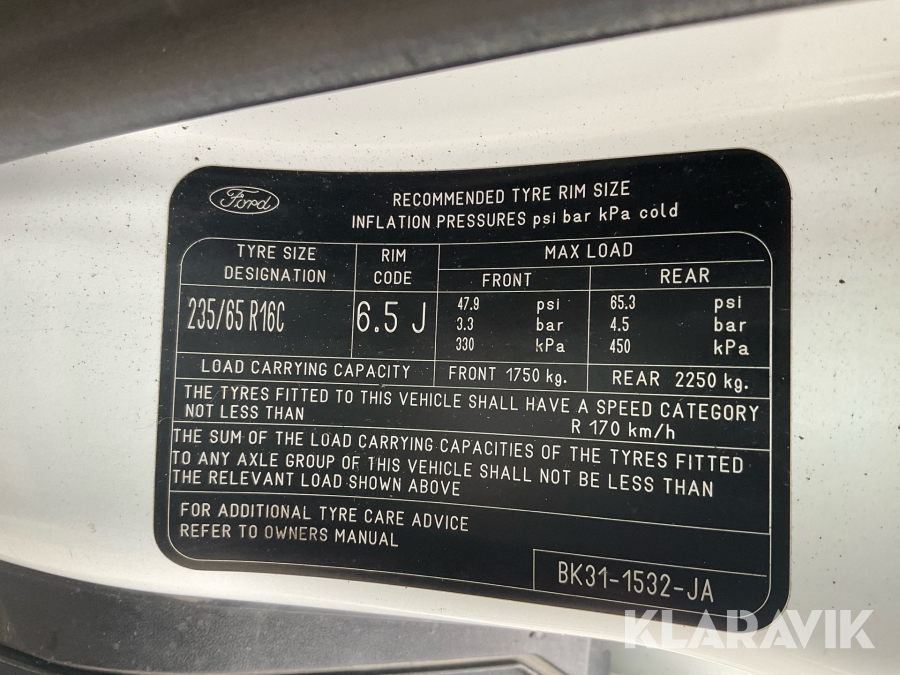 Ford
RECOMMENDED TYRE RIM SIZE
INFLATION PRESSURES psi bar kPa cold
TYRE SIZE DESIGNATION
RIM CODE
MAX LOAD
FRONT
REAR
235/65 R16C
6.5 J
47.9 psi
3.3 bar
330 kPa
65.3 psi
4.5 bar
450 kPa
LOAD CARRYING CAPACITY
FRONT 1750 kg.
REAR 2250 kg.
THE TYRES FITTED TO THIS VEHICLE SHALL HAVE A SPEED CATEGORY
NOT LESS THAN R 170 km/h
THE SUM OF THE LOAD CARRYING CAPACITIES OF THE TYRES FITTED
TO ANY AXLE GROUP OF THIS VEHICLE SHALL NOT BE LESS THAN
THE RELEVANT LOAD SHOWN ABOVE
FOR ADDITIONAL TYRE CARE ADVICE
REFER TO OWNERS MANUAL
BK31-1532-JA
KLARAVIK